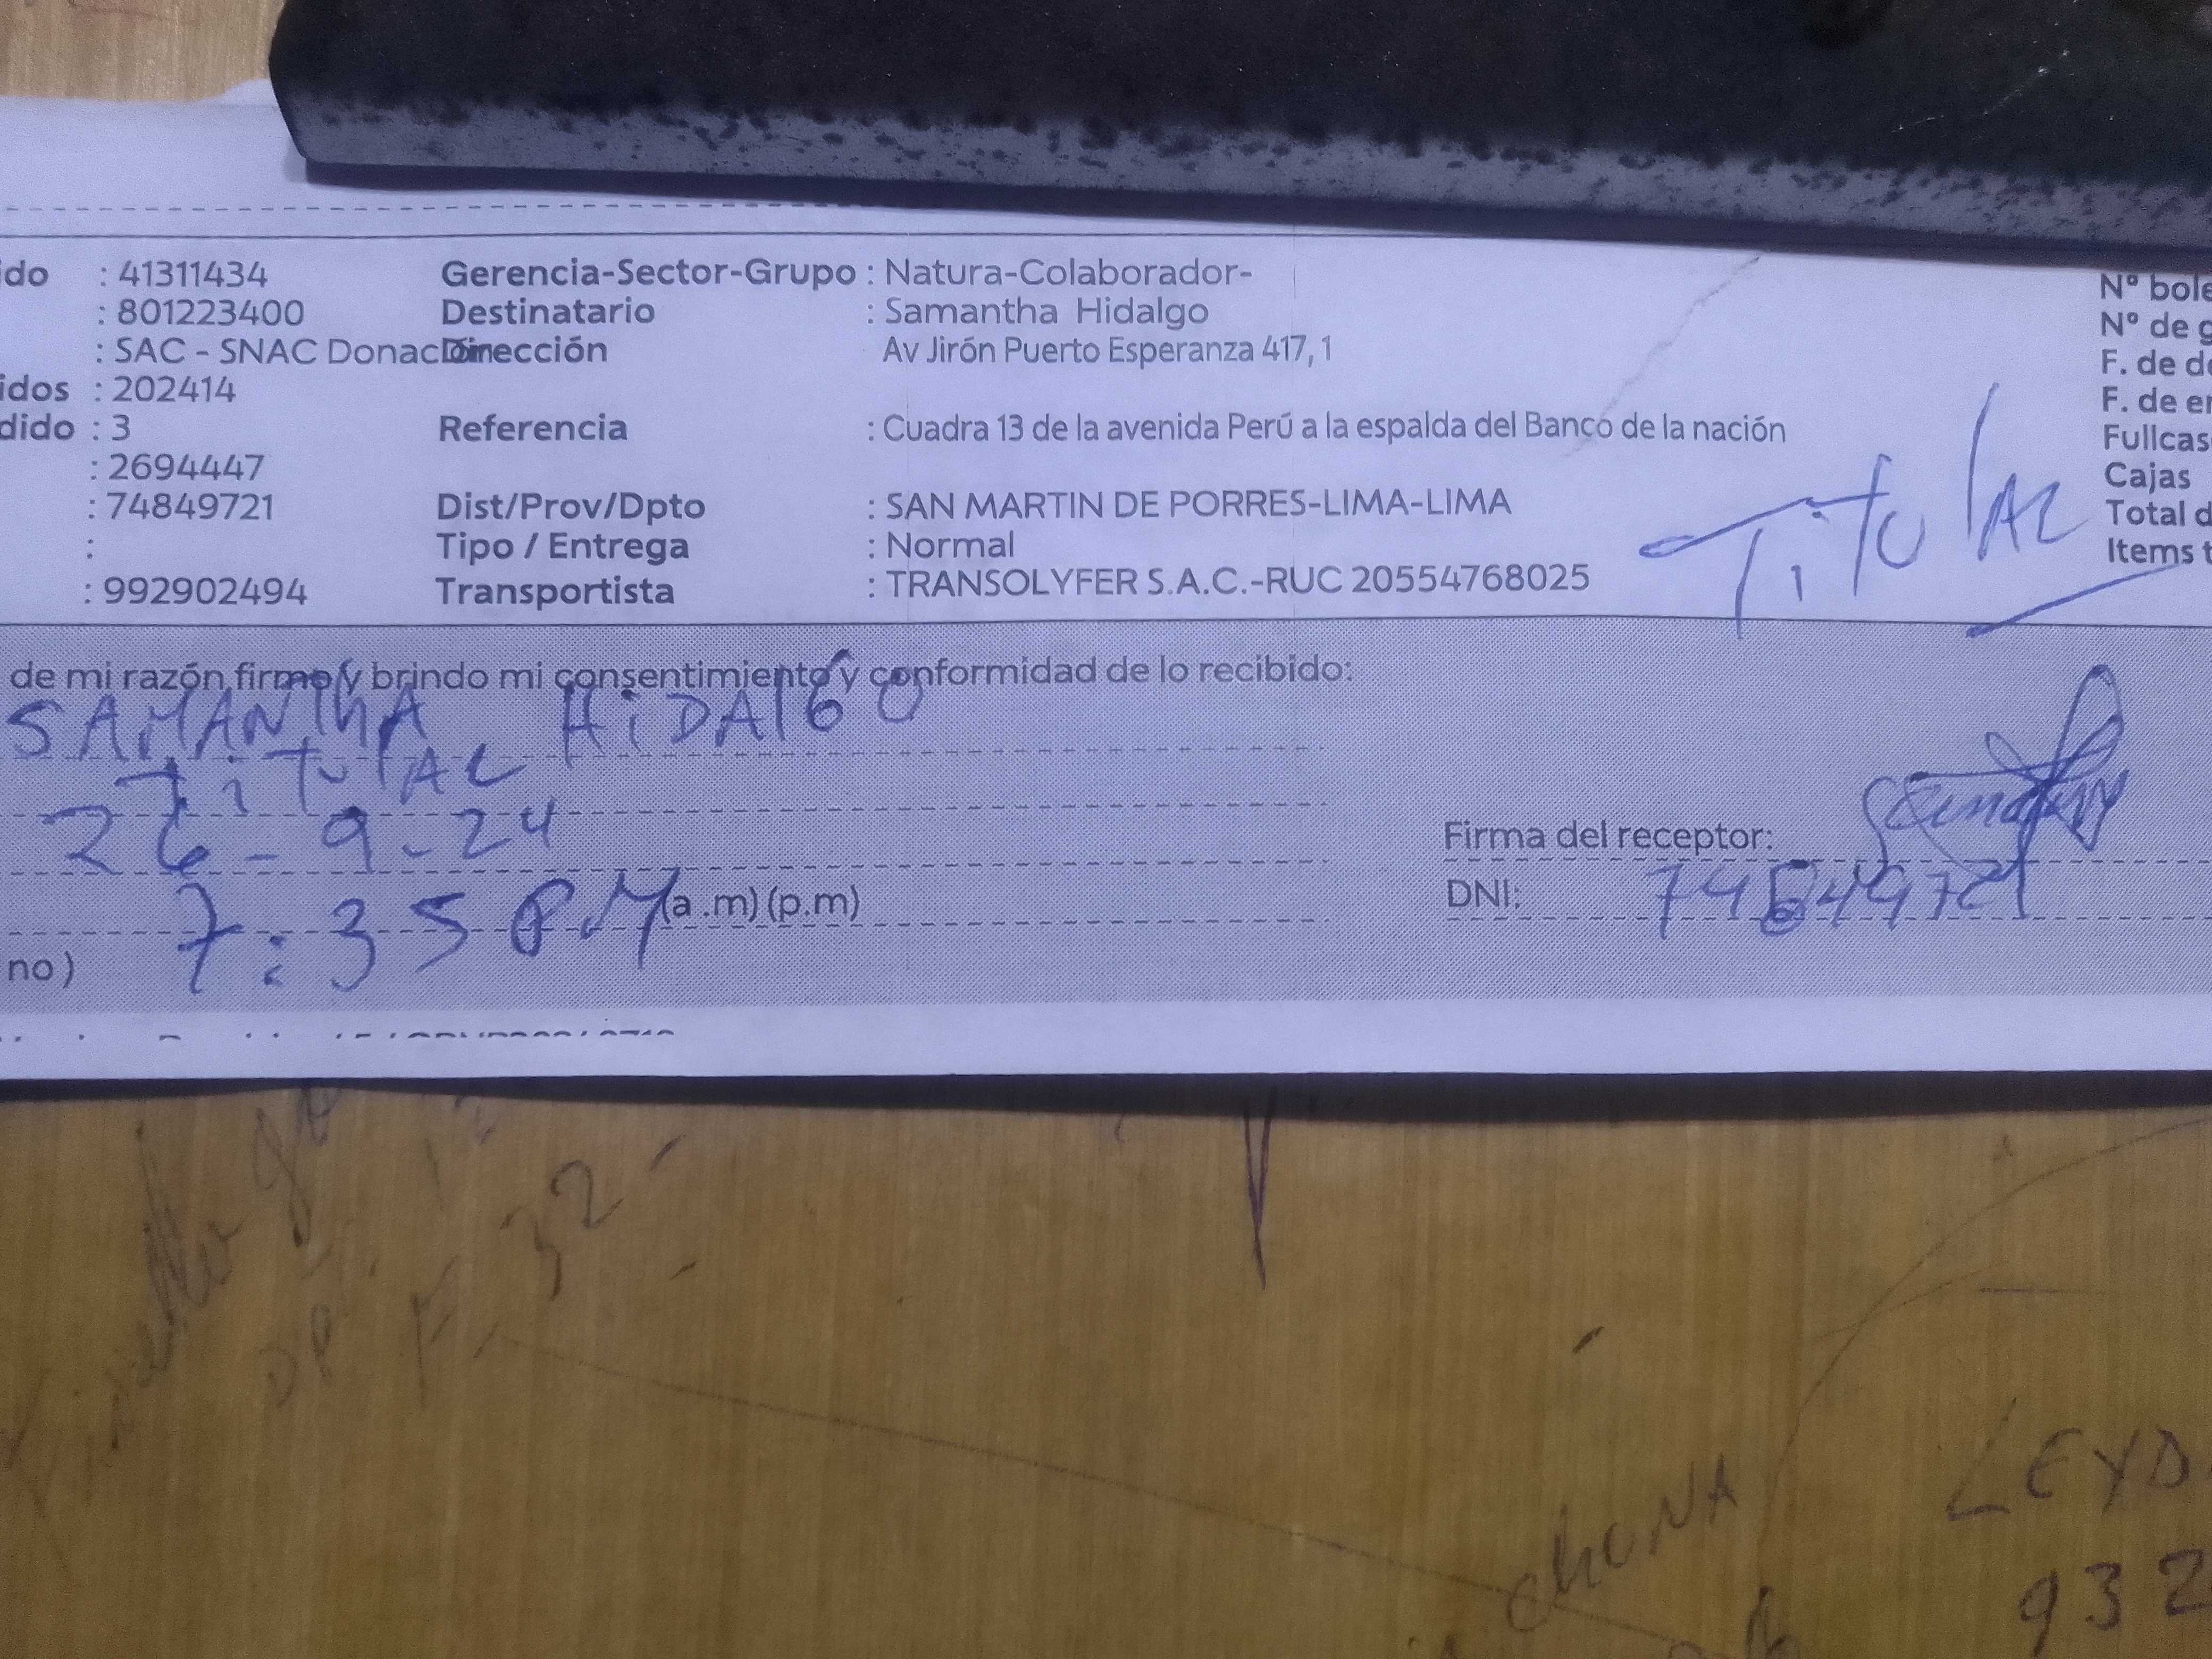 ido : 41311434 Gerencia-Sector-Grupo : Natura-Colaborador- Nº bole
: 801223400 Destinatario : Samantha Hidalgo Nº de g
: SAC - SNAC Donación Dirección Av Jirón Puerto Esperanza 417, 1 F. de de
idos : 202414 F. de en
dido : 3 Referencia : Cuadra 13 de la avenida Perú a la espalda del Banco de la nación Fullcas
: 2694447 Cajas
: 74849721 Dist/Prov/Dpto : SAN MARTIN DE PORRES-LIMA-LIMA Total d
: Tipo / Entrega : Normal Items t
: 992902494 Transportista : TRANSOLYFER S.A.C.-RUC 20554768025
TiTulAR
de mi razón firmo y brindo mi consentimiento y conformidad de lo recibido:
SAMANThA HiDAlGO
TiTulAR
26-9-24
Firma del receptor:
7:35 PM (a .m) (p.m)
DNI: 74849721
no )
F. 32-
chONA
LEYD
932